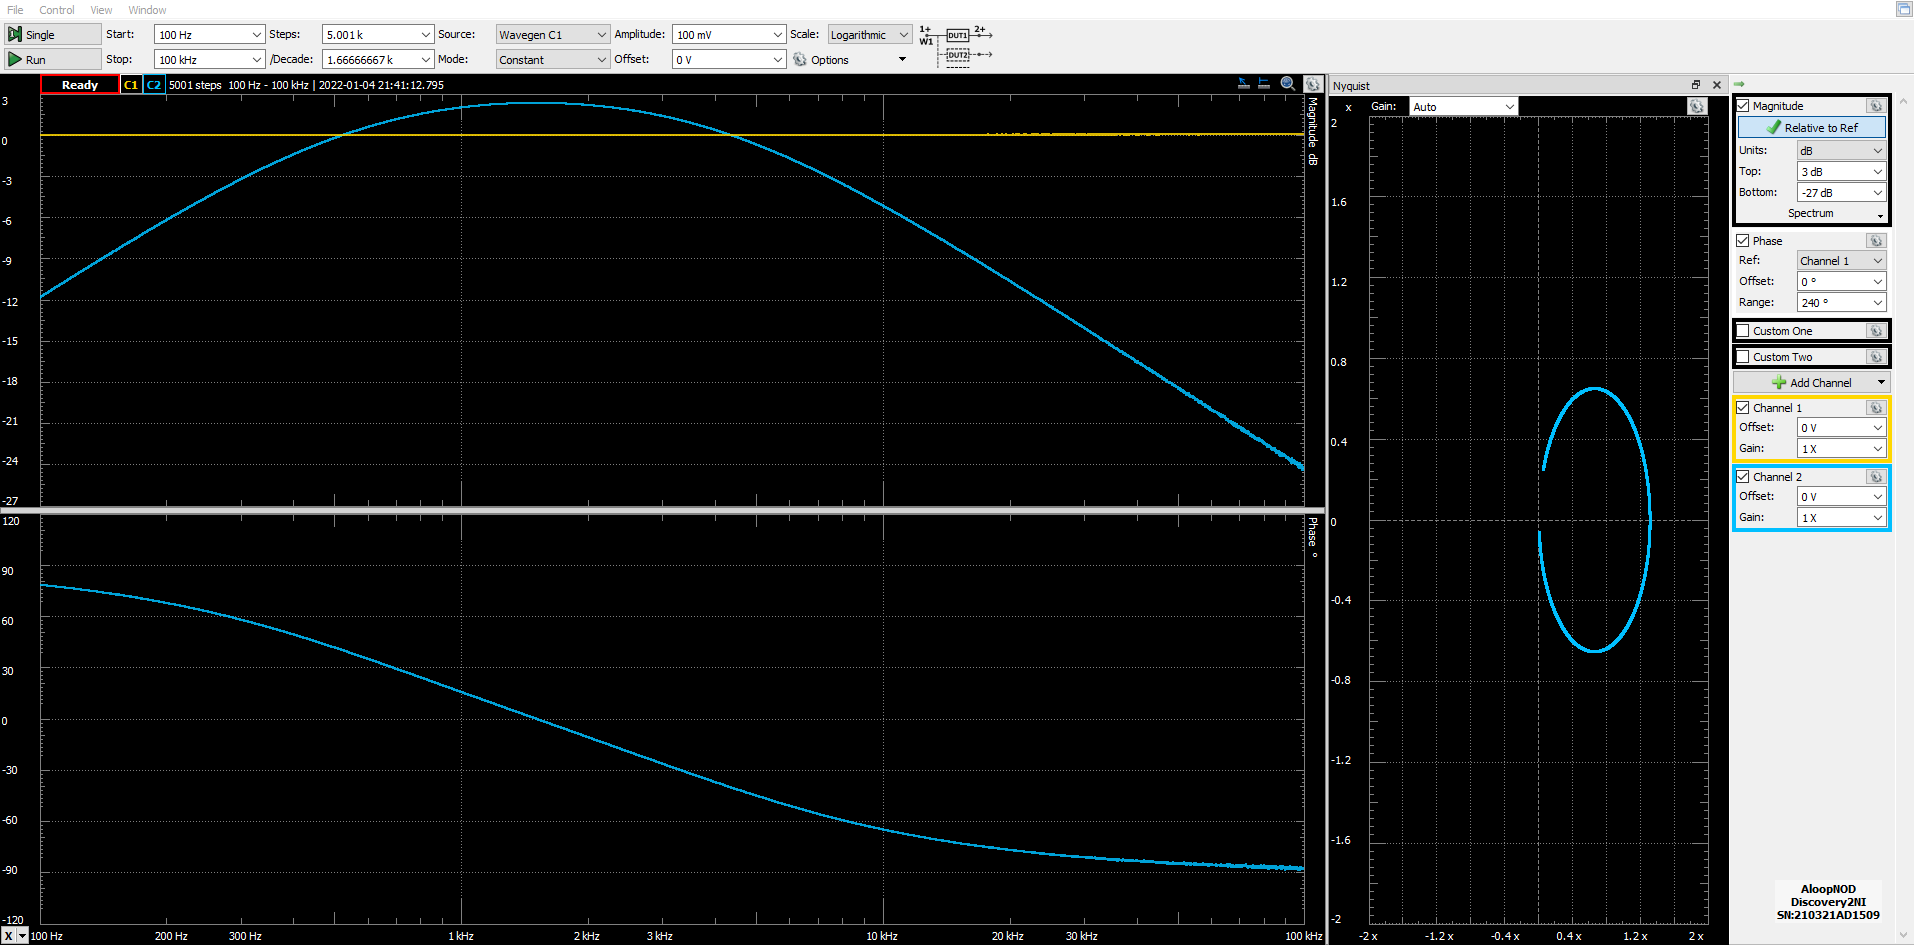 File Control View Window
Single Start: 100 Hz Steps: 5.001 k Source: Wavegen C1 Amplitude: 100 mV Scale: Logarithmic 1+ W1 DUT1 2+
Run Stop: 100 kHz /Decade: 1.66666667 k Mode: Constant Offset: 0 V Options DUT2
Ready C1 C2 5001 steps 100 Hz - 100 kHz | 2022-01-04 21:41:12.795
3
0
-3
-6
-9
-12
-15
-18
-21
-24
-27
Magnitude dB
120
90
60
30
0
-30
-60
-90
-120
Phase °
X 100 Hz 200 Hz 300 Hz 1 kHz 2 kHz 3 kHz 10 kHz 20 kHz 30 kHz 100 kHz
Nyquist
x Gain: Auto
2
1.6
1.2
0.8
0.4
0
-0.4
-0.8
-1.2
-1.6
-2
-2 x -1.2 x -0.4 x 0.4 x 1.2 x 2 x
Magnitude
Relative to Ref
Units: dB
Top: 3 dB
Bottom: -27 dB
Spectrum
Phase
Ref: Channel 1
Offset: 0 °
Range: 240 °
Custom One
Custom Two
Add Channel
Channel 1
Offset: 0 V
Gain: 1 X
Channel 2
Offset: 0 V
Gain: 1 X
AloopNOD
Discovery2NI
SN:210321AD1509